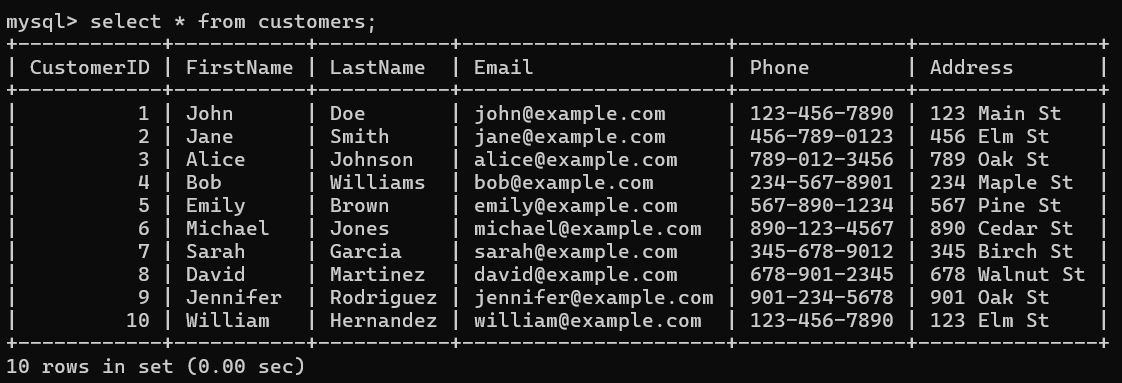 mysql> select * from customers;
+------------+-----------+-----------+----------------------+--------------+---------------+
| CustomerID | FirstName | LastName  | Email                | Phone        | Address       |
+------------+-----------+-----------+----------------------+--------------+---------------+
|          1 | John      | Doe       | john@example.com     | 123-456-7890 | 123 Main St   |
|          2 | Jane      | Smith     | jane@example.com     | 456-789-0123 | 456 Elm St    |
|          3 | Alice     | Johnson   | alice@example.com    | 789-012-3456 | 789 Oak St    |
|          4 | Bob       | Williams  | bob@example.com      | 234-567-8901 | 234 Maple St  |
|          5 | Emily     | Brown     | emily@example.com    | 567-890-1234 | 567 Pine St   |
|          6 | Michael   | Jones     | michael@example.com  | 890-123-4567 | 890 Cedar St  |
|          7 | Sarah     | Garcia    | sarah@example.com    | 345-678-9012 | 345 Birch St  |
|          8 | David     | Martinez  | david@example.com    | 678-901-2345 | 678 Walnut St |
|          9 | Jennifer  | Rodriguez | jennifer@example.com | 901-234-5678 | 901 Oak St    |
|         10 | William   | Hernandez | william@example.com  | 123-456-7890 | 123 Elm St    |
+------------+-----------+-----------+----------------------+--------------+---------------+
10 rows in set (0.00 sec)